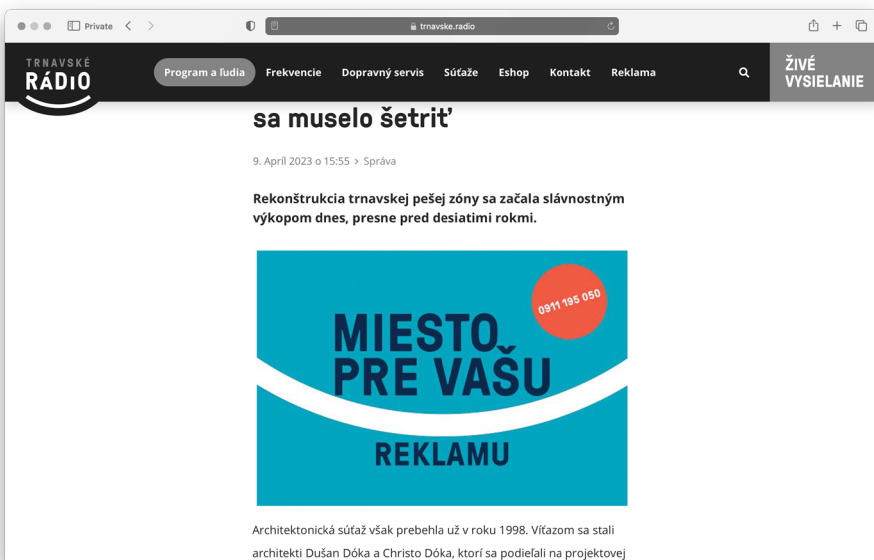 Private
trnavske.radio
TRNAVSKÉ
RÁDIO
Program a ľudia
Frekvencie
Dopravný servis
Súťaže
Eshop
Kontakt
Reklama
ŽIVÉ
VYSIELANIE
sa muselo šetriť
9. Apríl 2023 o 15:55 > Správa
Rekonštrukcia trnavskej pešej zóny sa začala slávnostným
výkopom dnes, presne pred desiatimi rokmi.
0911 195 050
MIESTO
PRE VAŠU
REKLAMU
Architektonická súťaž však prebehla už v roku 1998. Víťazom sa stali
architekti Dušan Dóka a Christo Dóka, ktorí sa podieľali na projektovej